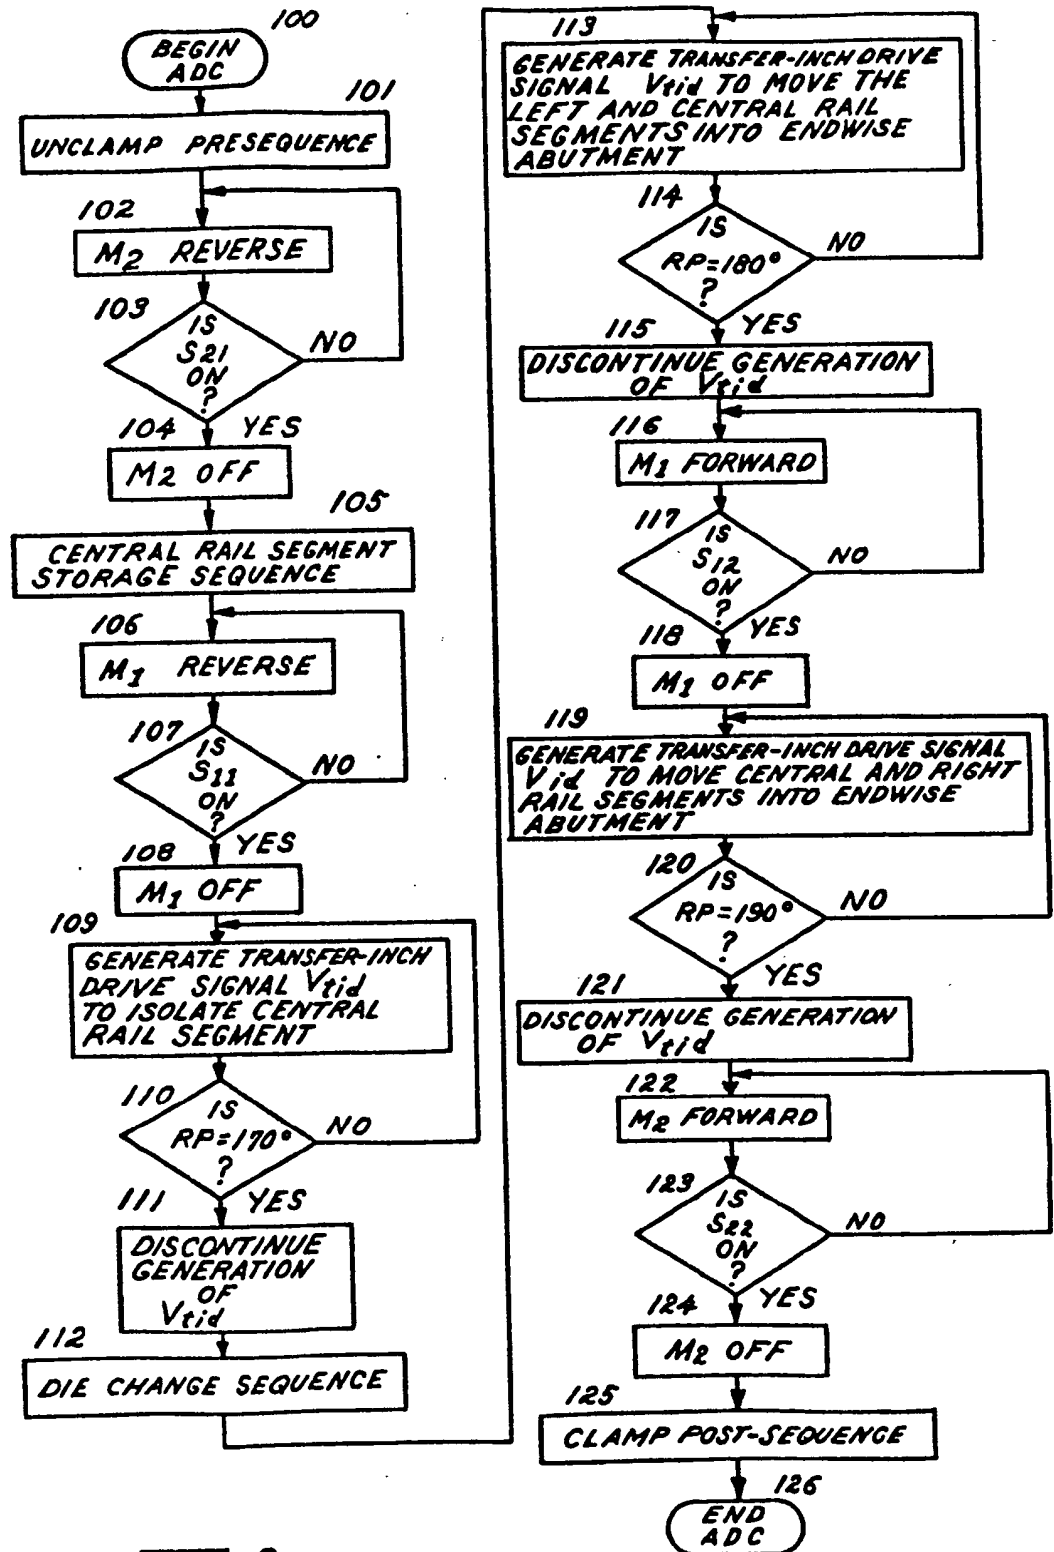 100
BEGIN
ADC
101
UNCLAMP PRESEQUENCE
102
M2 REVERSE
103
IS
S21
ON
?
NO
YES
104
M2 OFF
105
CENTRAL RAIL SEGMENT
STORAGE SEQUENCE
106
M1 REVERSE
107
IS
S11
ON
?
NO
YES
108
M1 OFF
109
GENERATE TRANSFER-INCH
DRIVE SIGNAL Vtid
TO ISOLATE CENTRAL
RAIL SEGMENT
110
IS
RP=170°
?
NO
YES
111
DISCONTINUE
GENERATION
OF
Vtid
112
DIE CHANGE SEQUENCE
113
GENERATE TRANSFER-INCH DRIVE
SIGNAL Vtid TO MOVE THE
LEFT AND CENTRAL RAIL
SEGMENTS INTO ENDWISE
ABUTMENT
114
IS
RP=180°
?
NO
YES
115
DISCONTINUE GENERATION
OF Vtid
116
M1 FORWARD
117
IS
S12
ON
?
NO
YES
118
M1 OFF
119
GENERATE TRANSFER-INCH DRIVE SIGNAL
Vid TO MOVE CENTRAL AND RIGHT
RAIL SEGMENTS INTO ENDWISE
ABUTMENT
120
IS
RP=190°
?
NO
YES
121
DISCONTINUE GENERATION
OF Vtid
122
M2 FORWARD
123
IS
S22
ON
?
NO
YES
124
M2 OFF
125
CLAMP POST-SEQUENCE
126
END
ADC